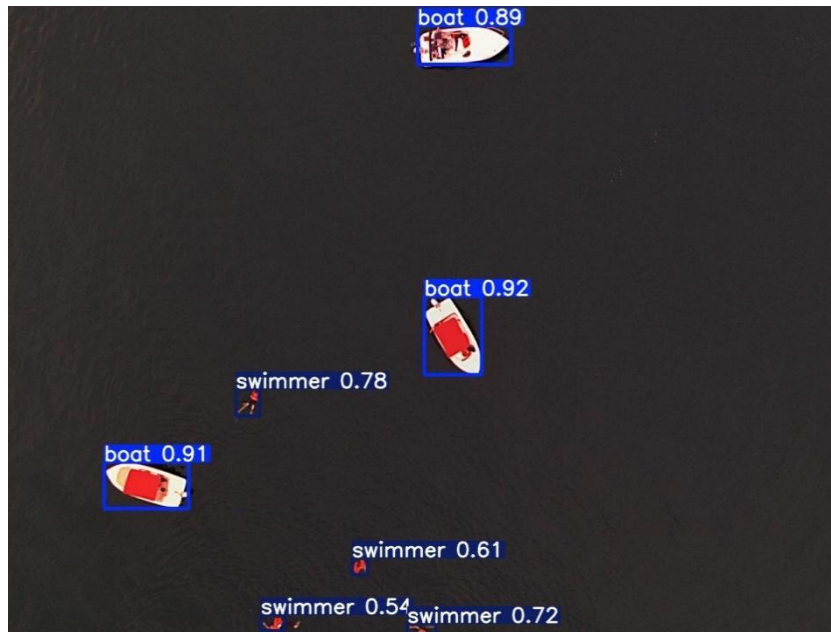 boat 0.89
boat 0.92
swimmer 0.78
boat 0.91
swimmer 0.61
swimmer 0.54
swimmer 0.72